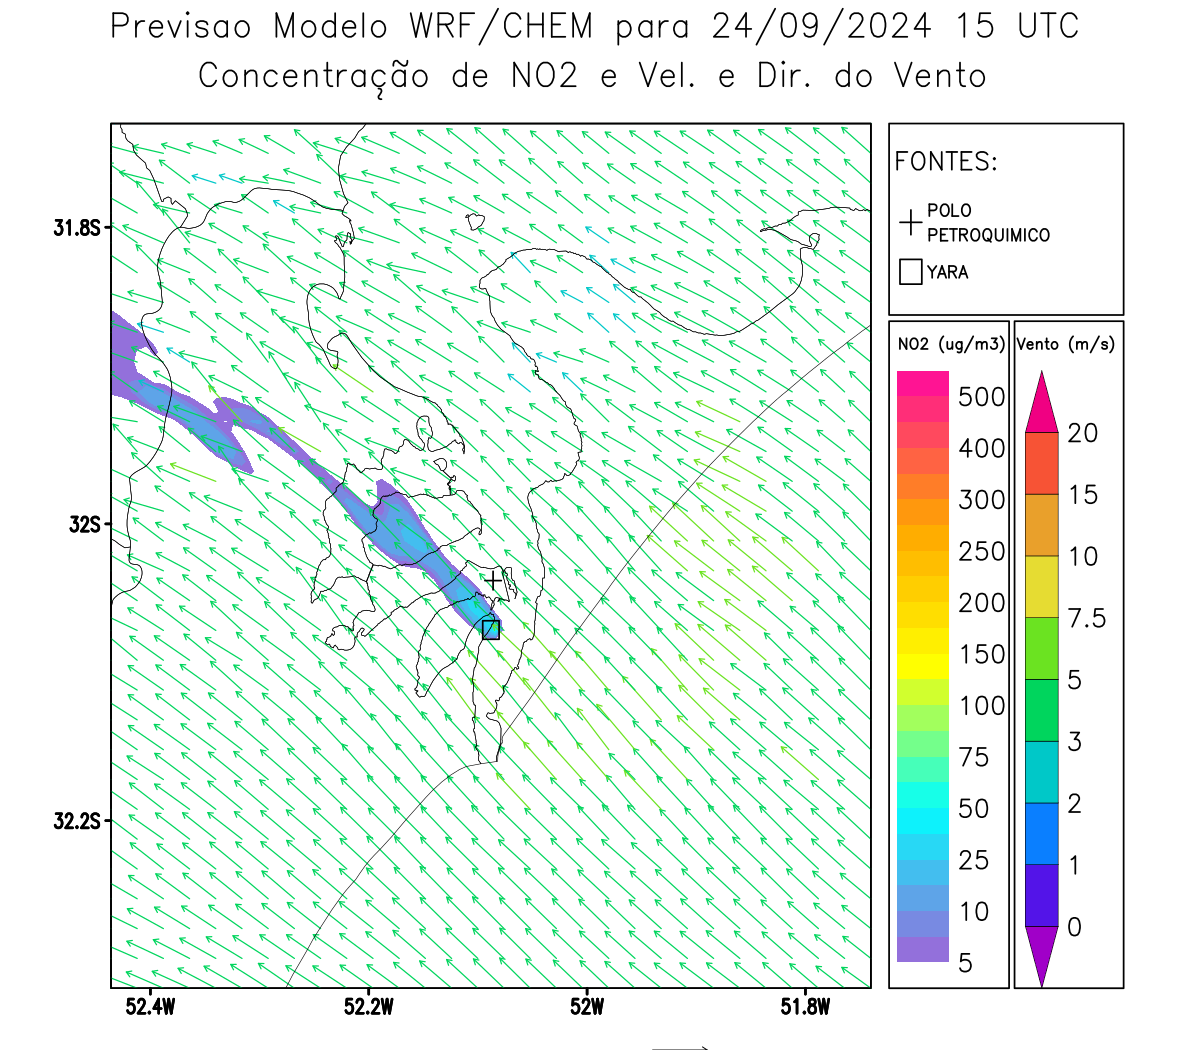 Previsao Modelo WRF/CHEM para 24/09/2024 15 UTC
Concentração de NO2 e Vel. e Dir. do Vento
FONTES:
POLO
PETROQUIMICO
YARA
NO2 (ug/m3)
500
400
300
250
200
150
100
75
50
25
10
5
Vento (m/s)
20
15
10
7.5
5
3
2
1
0
31.8S
32S
32.2S
52.4W
52.2W
52W
51.8W